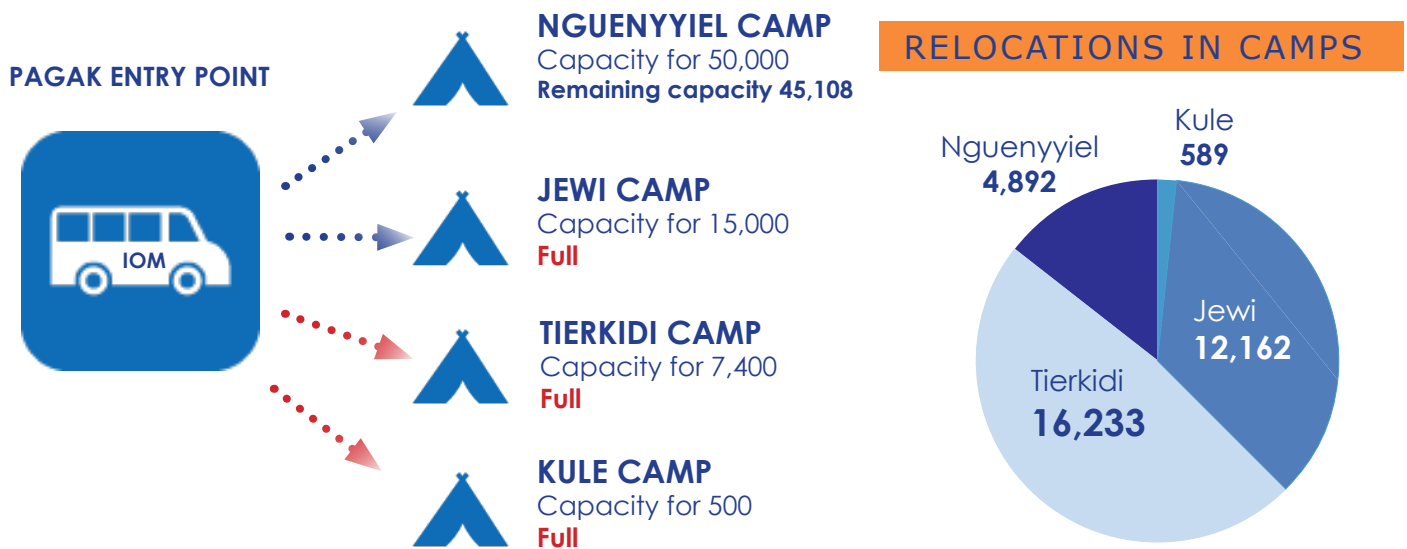 PAGAK ENTRY POINT
IOM
NGUENYYIEL CAMP
Capacity for 50,000
Remaining capacity 45,108
JEWI CAMP
Capacity for 15,000
Full
TIERKIDI CAMP
Capacity for 7,400
Full
KULE CAMP
Capacity for 500
Full
RELOCATIONS IN CAMPS
Kule
589
Nguenyyiel
4,892
Jewi
12,162
Tierkidi
16,233